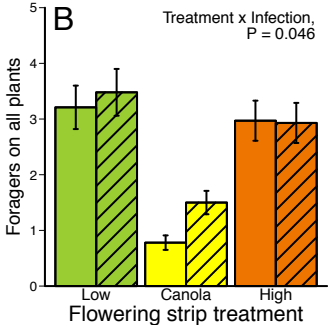 B
Treatment x Infection,
P = 0.046
Foragers on all plants
5
4
3
2
1
0
Low
Canola
High
Flowering strip treatment